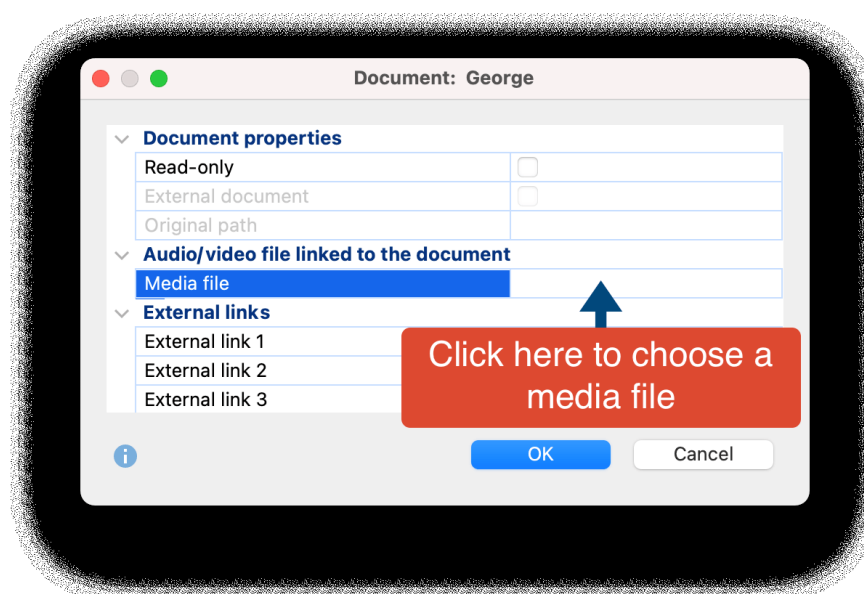 Document: George
Document properties
Read-only
External document
Original path
Audio/video file linked to the document
Media file
External links
External link 1
External link 2
External link 3
Click here to choose a
media file
OK
Cancel